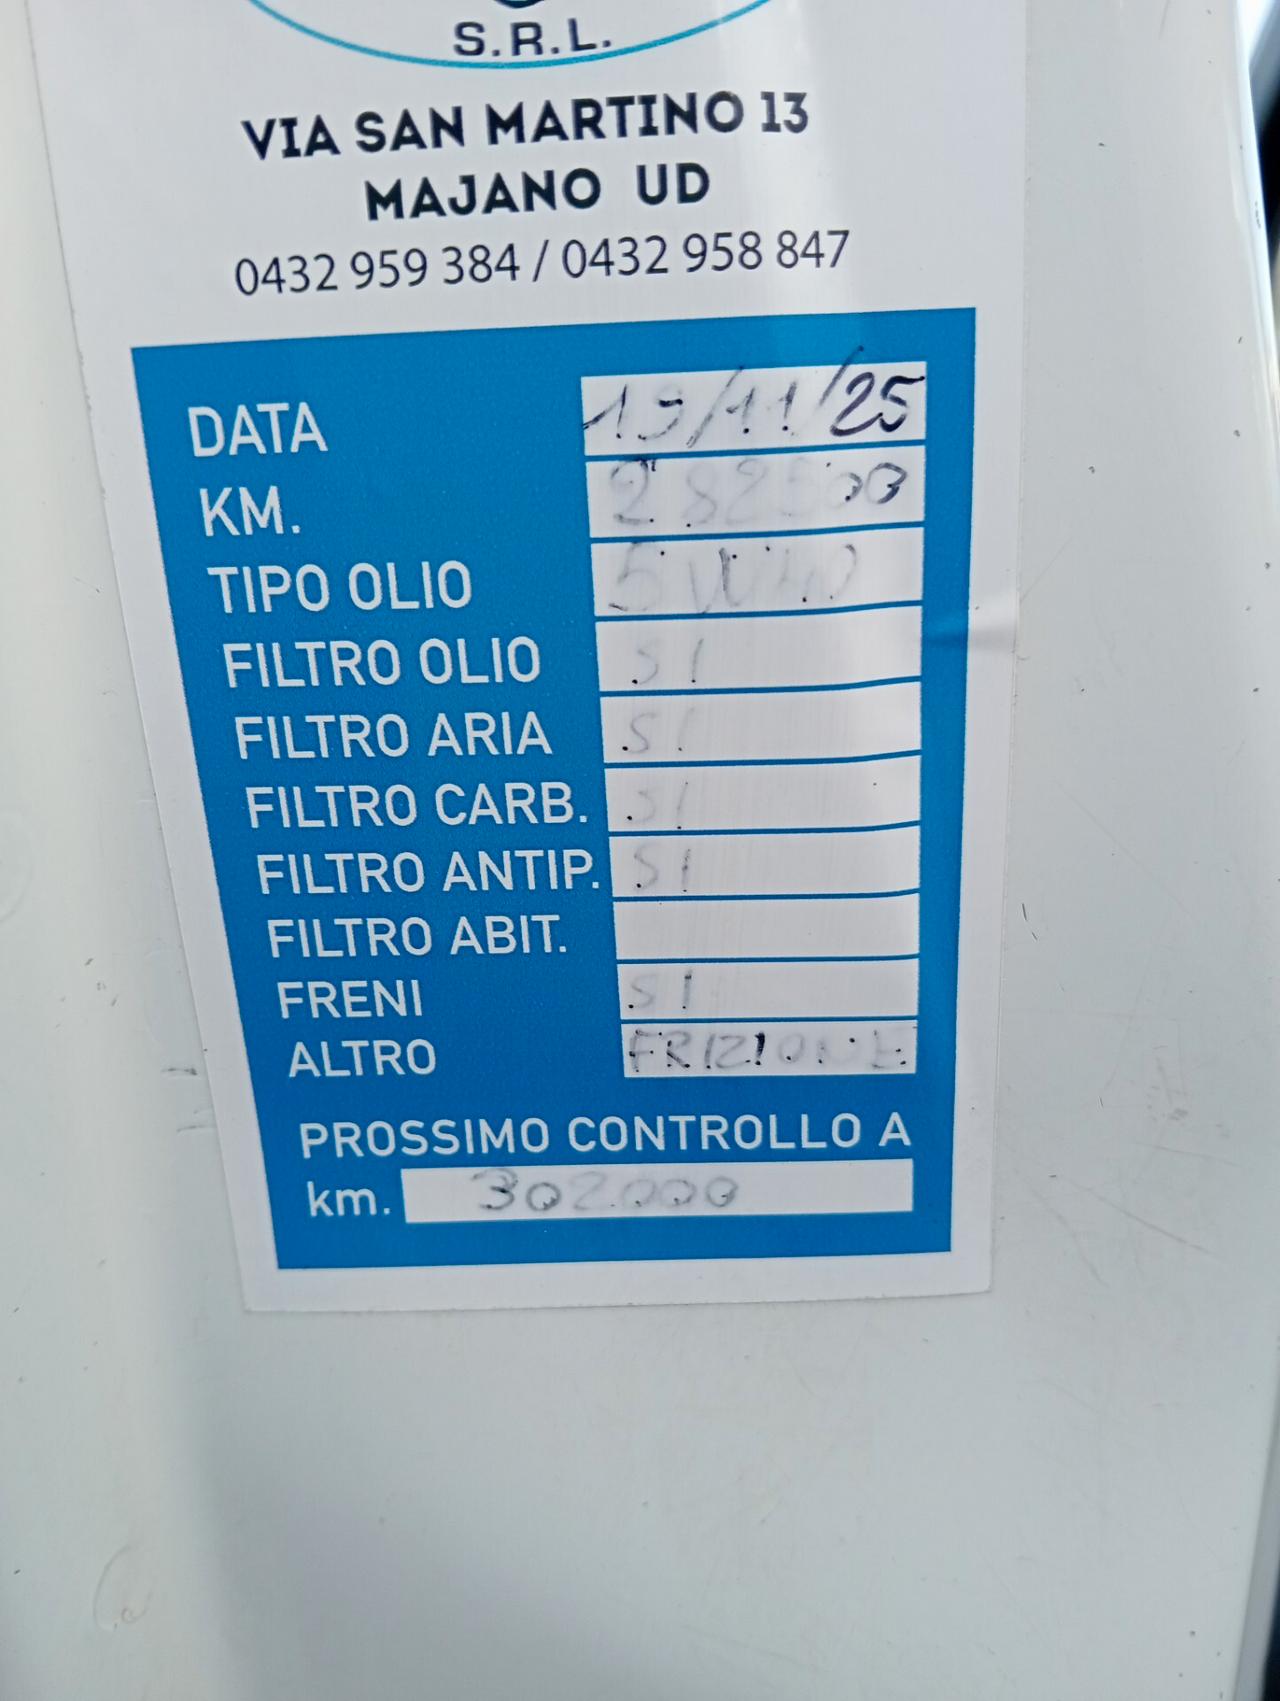 S.R.L.
VIA SAN MARTINO 13
MAJANO UD
0432 959 384 / 0432 958 847
DATA 19/11/25
KM. 282500
TIPO OLIO 5W40
FILTRO OLIO SI
FILTRO ARIA SI
FILTRO CARB. SI
FILTRO ANTIP. SI
FILTRO ABIT.
FRENI SI
ALTRO FRIZIONE
PROSSIMO CONTROLLO A
km. 302000